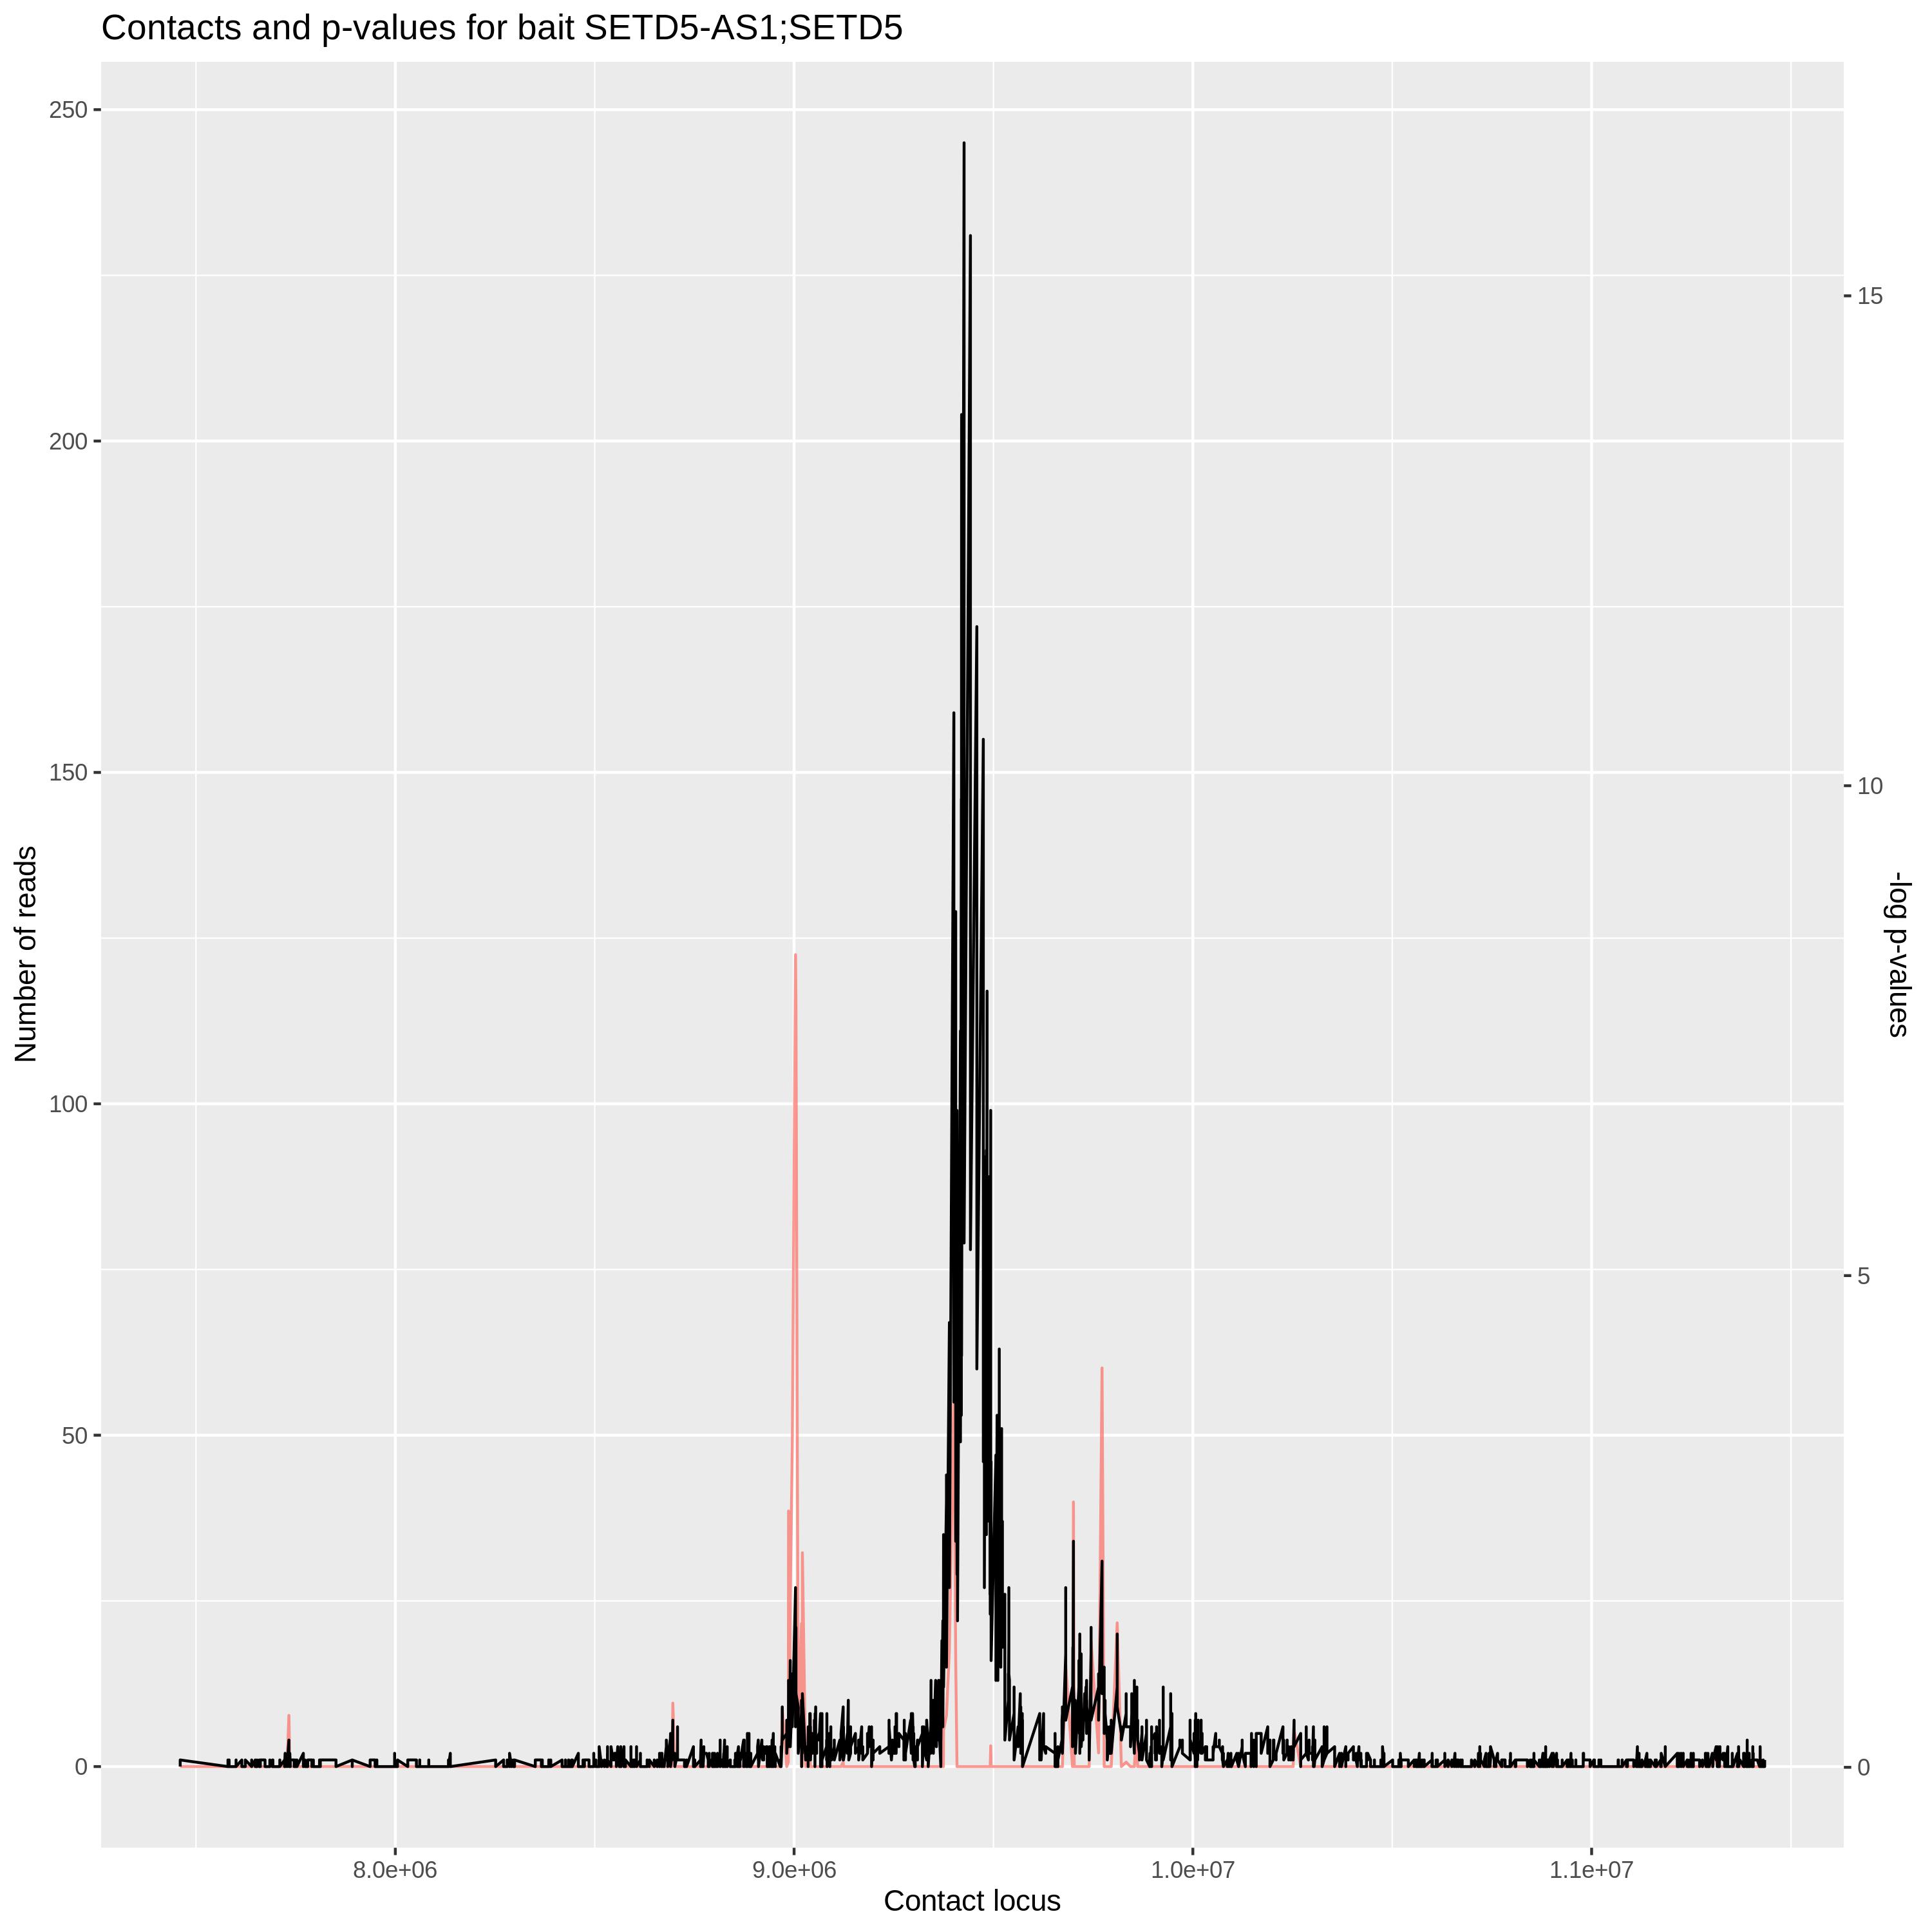 Contacts and p-values for bait SETD5-AS1;SETD5
250
200
150
100
50
0
Number of reads
15
10
5
0
-log p-values
8.0e+06
9.0e+06
1.0e+07
1.1e+07
Contact locus